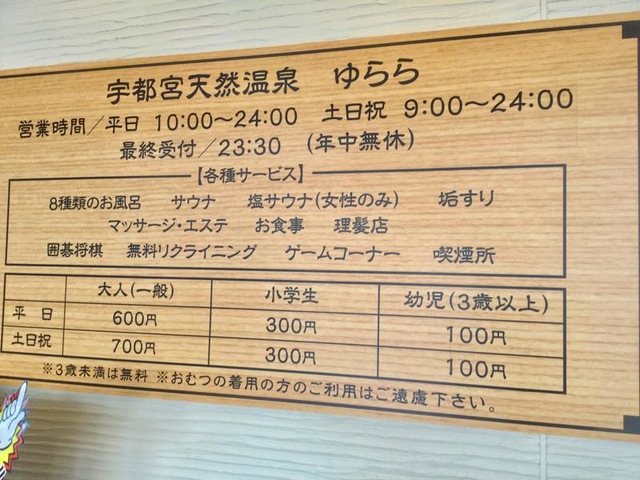 宇都宮天然温泉 ゆらら
営業時間/平日 10:00〜24:00 土日祝 9:00〜24:00
最終受付/23:30 (年中無休)
【各種サービス】
8種類のお風呂 サウナ 塩サウナ(女性のみ) 垢すり
マッサージ・エステ お食事 理髪店
囲碁将棋 無料リクライニング ゲームコーナー 喫煙所
大人(一般) 小学生 幼児(3歳以上)
平日 600円 300円 100円
土日祝 700円 300円 100円
※3歳未満は無料 ※おむつの着用の方のご利用はご遠慮下さい。